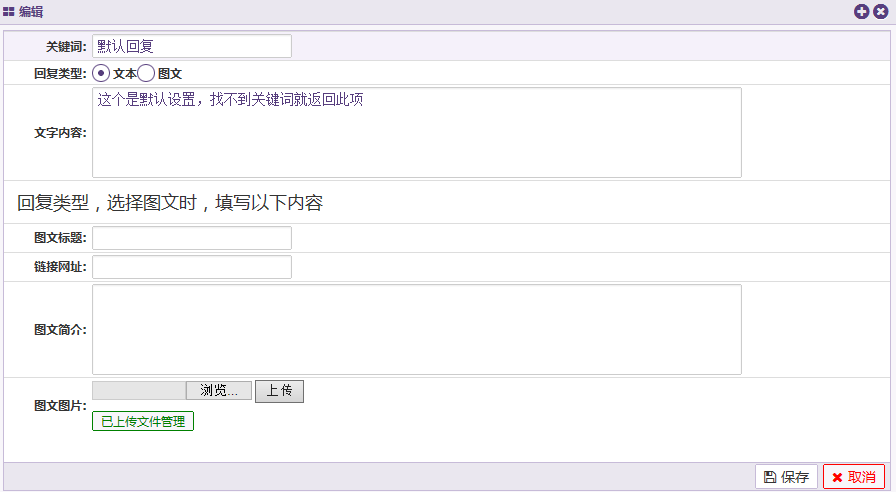 编辑
关键词: 默认回复
回复类型: 文本 图文
文字内容: 这个是默认设置，找不到关键词就返回此项
回复类型，选择图文时，填写以下内容
图文标题:
链接网址:
图文简介:
图文图片: 浏览... 上传
已上传文件管理
保存 取消